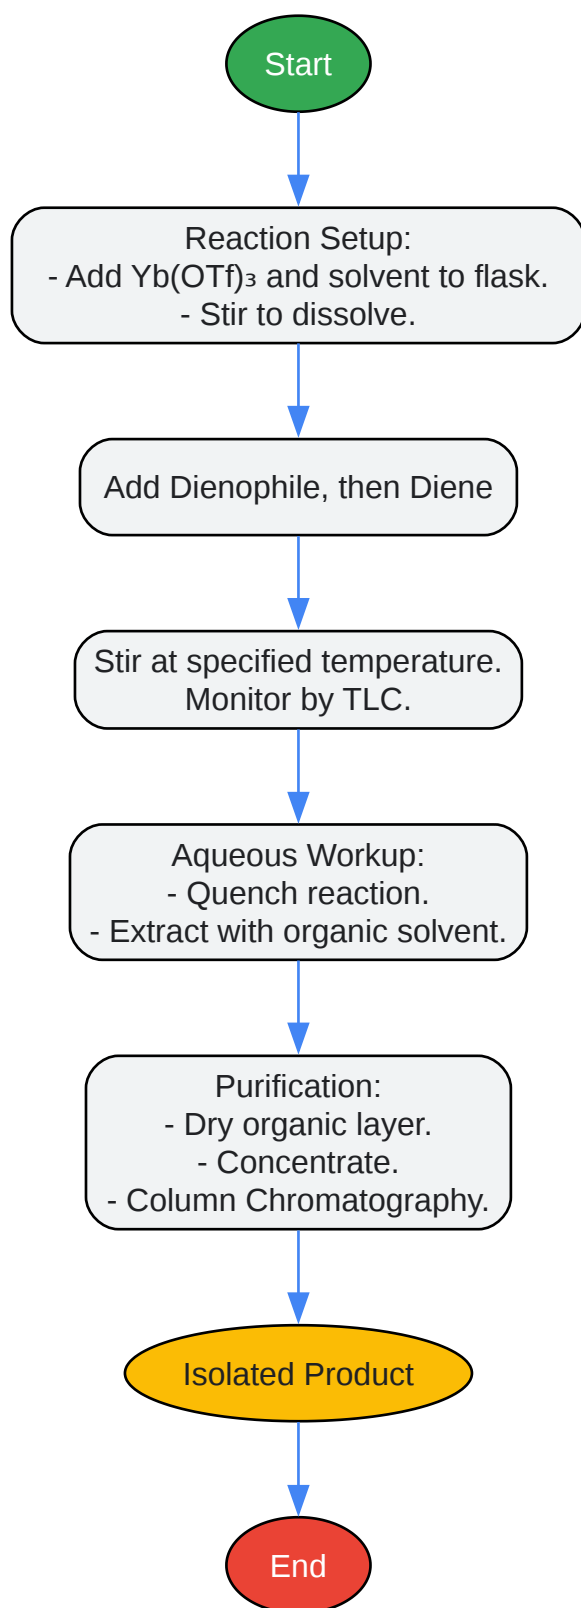 Start
Reaction Setup:
- Add Yb(OTf)₃ and solvent to flask.
- Stir to dissolve.
Add Dienophile, then Diene
Stir at specified temperature.
Monitor by TLC.
Aqueous Workup:
- Quench reaction.
- Extract with organic solvent.
Purification:
- Dry organic layer.
- Concentrate.
- Column Chromatography.
Isolated Product
End